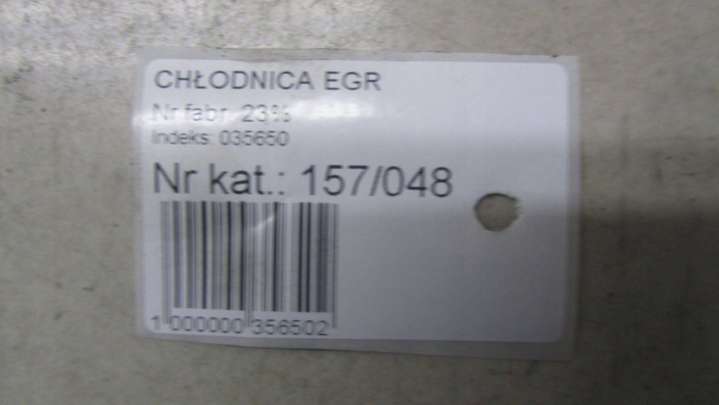 CHŁODNICA EGR
Nr fabr. 23%
Indeks: 035650
Nr kat.: 157/048
1 000000 356502